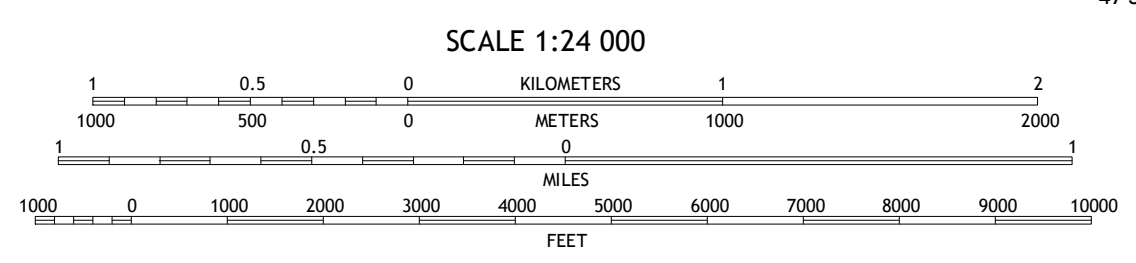 SCALE 1:24 000
1 0.5 0 KILOMETERS 1 2
1000 500 0 METERS 1000 2000
1 0.5 0 1
MILES
1000 0 1000 2000 3000 4000 5000 6000 7000 8000 9000 10000
FEET